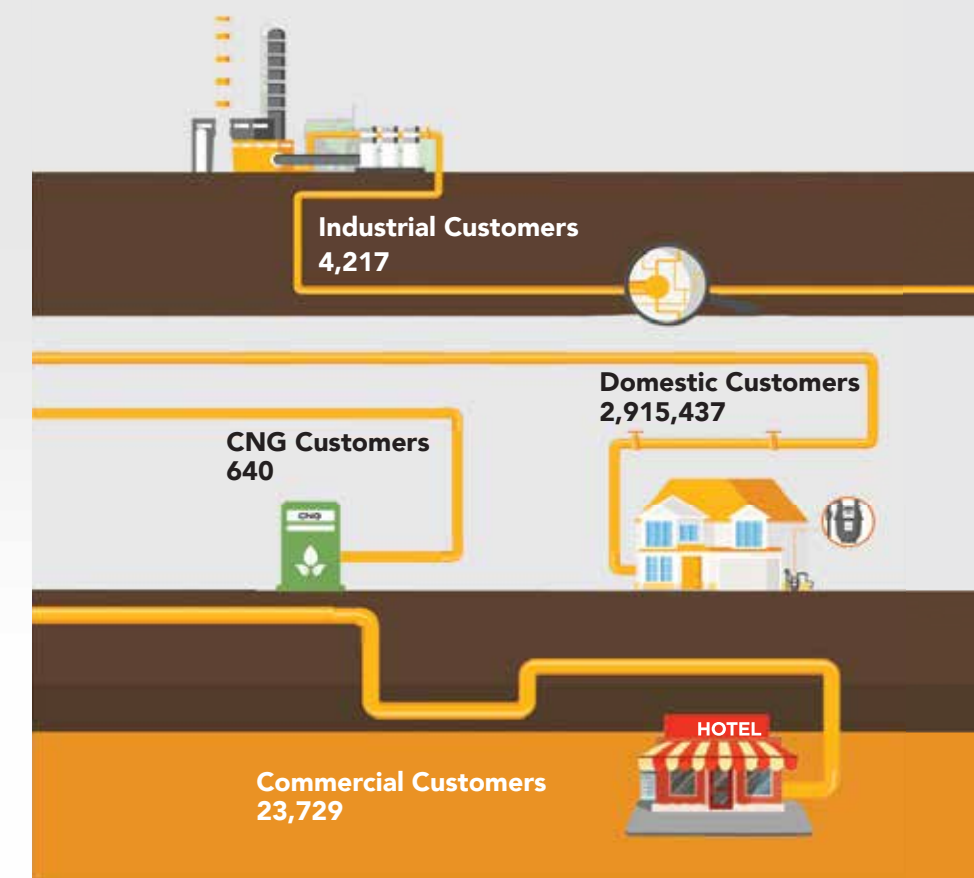 Industrial Customers
4,217
Domestic Customers
2,915,437
CNG Customers
640
CNG
HOTEL
Commercial Customers
23,729